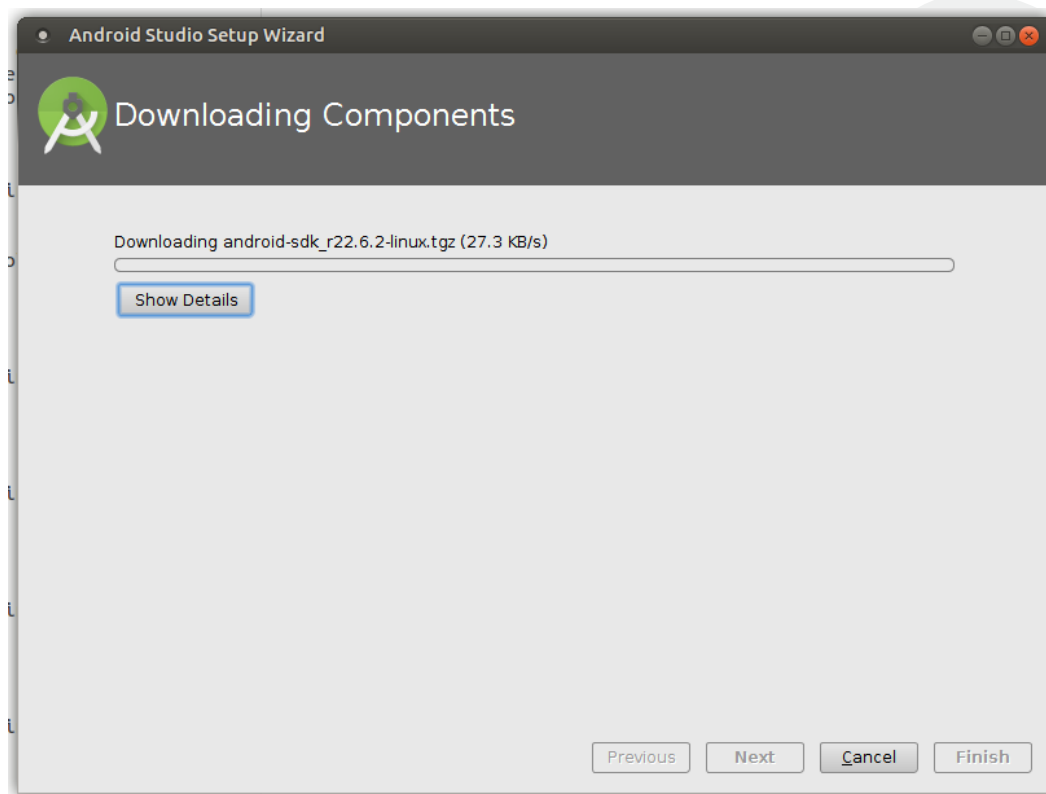 Android Studio Setup Wizard
Downloading Components
Downloading android-sdk_r22.6.2-linux.tgz (27.3 KB/s)
Show Details
Previous Next Cancel Finish